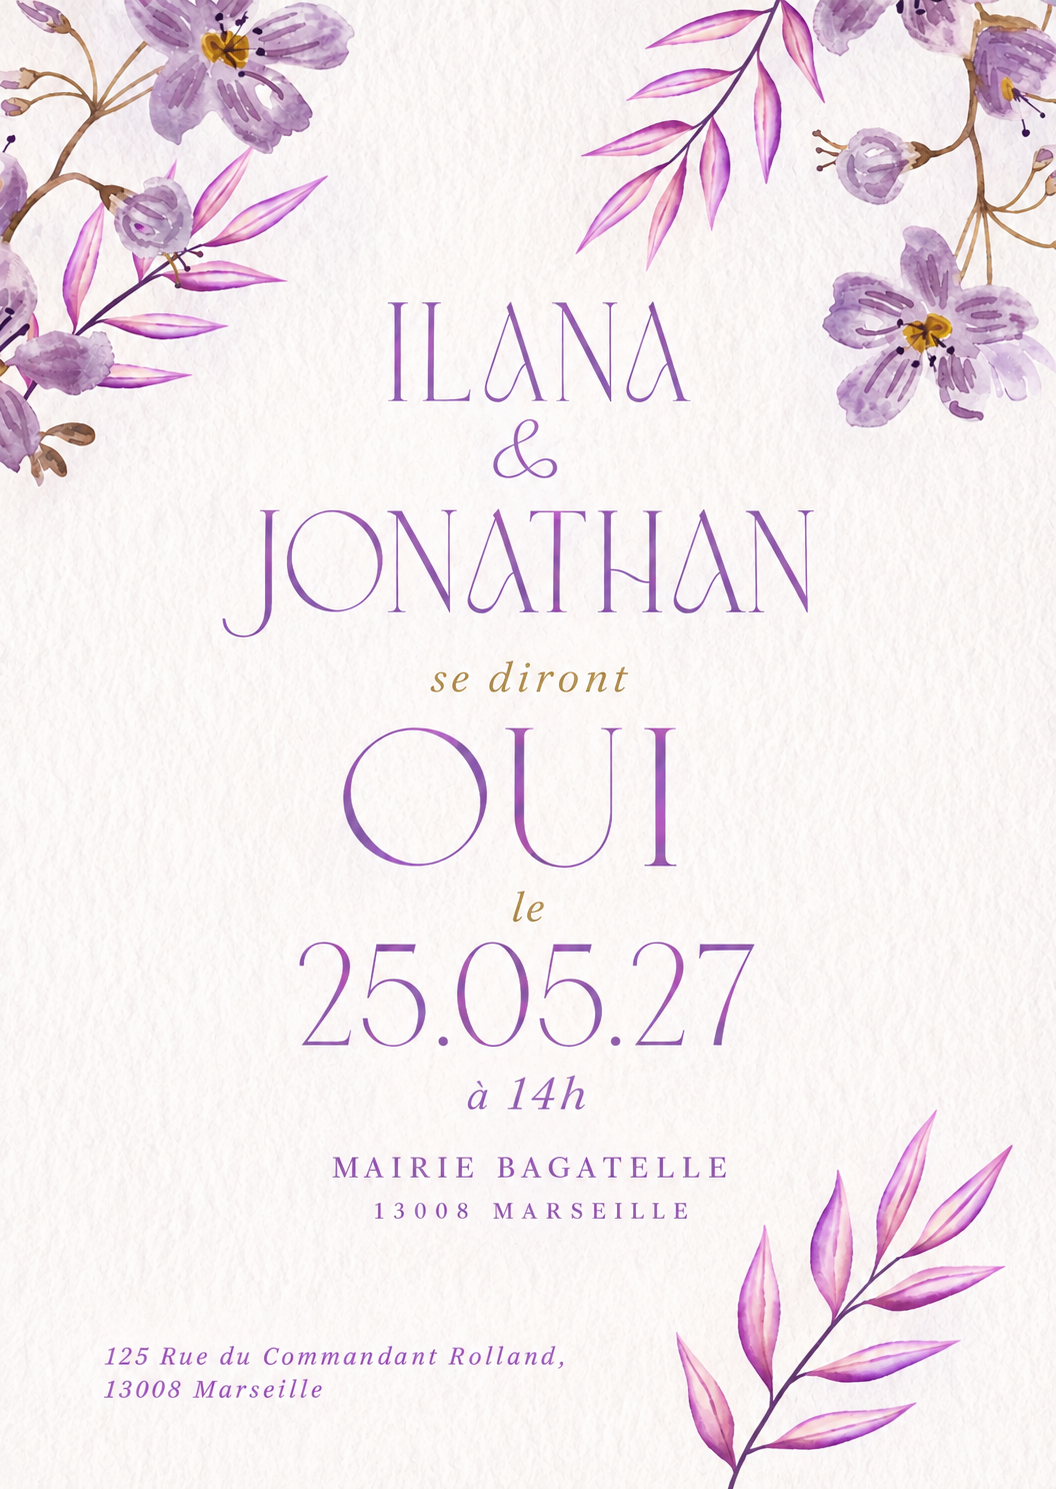 ILANA
&
JONATHAN
se diront
OUI
le
25.05.27
à 14h
MAIRIE BAGATELLE
13008 MARSEILLE
125 Rue du Commandant Rolland,
13008 Marseille